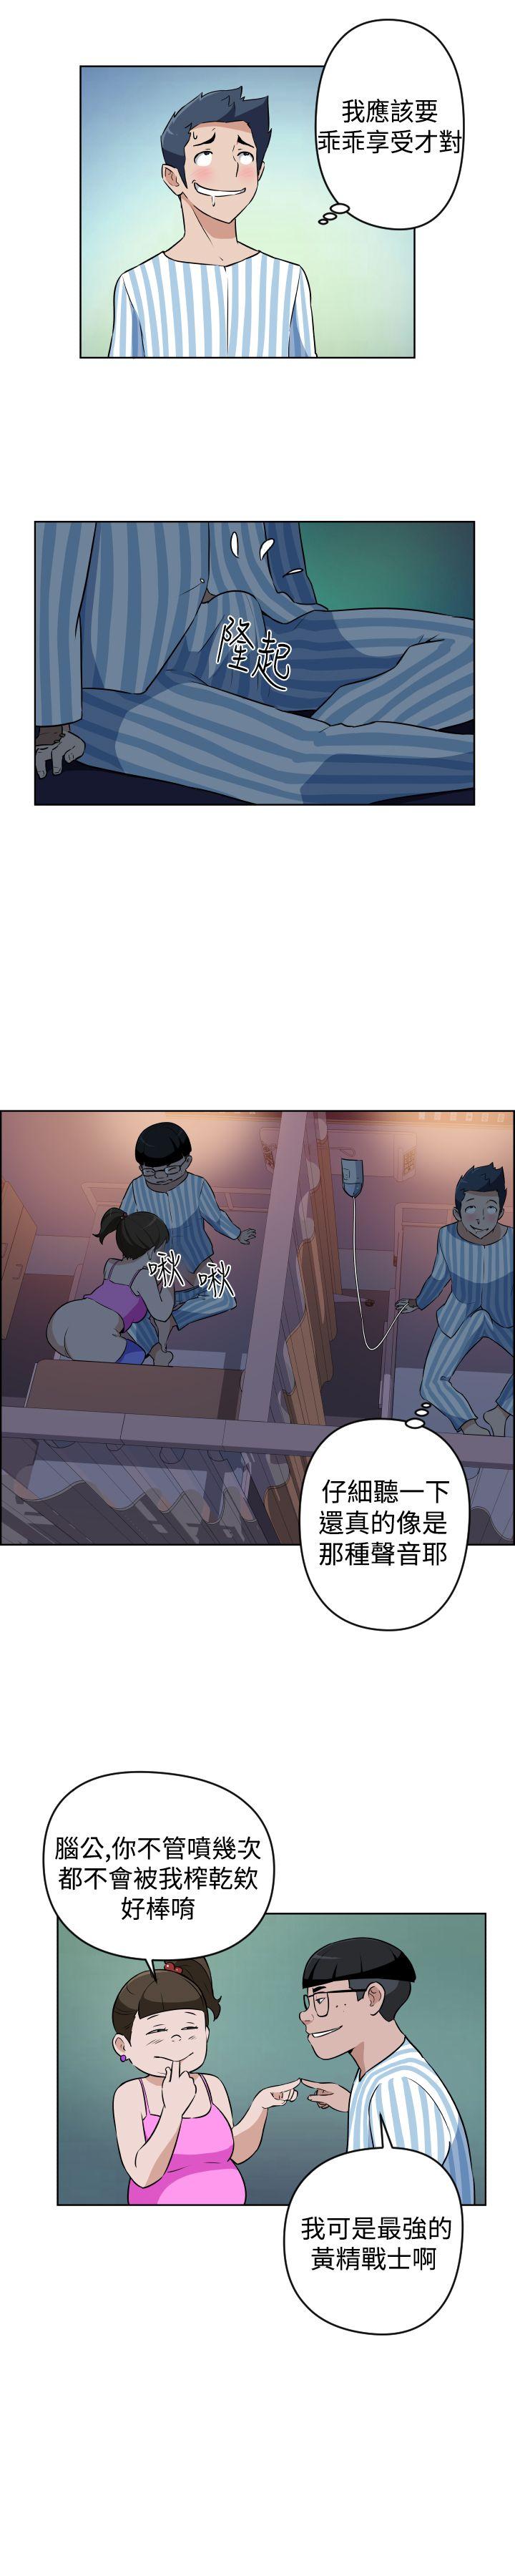 我應該要
乖乖享受才對
隆起
啾 啾
仔細聽一下
還真的像是
那種聲音耶
腦公,你不管噴幾次
都不會被我榨乾欸
好棒唷
我可是最強的
黃精戰士啊